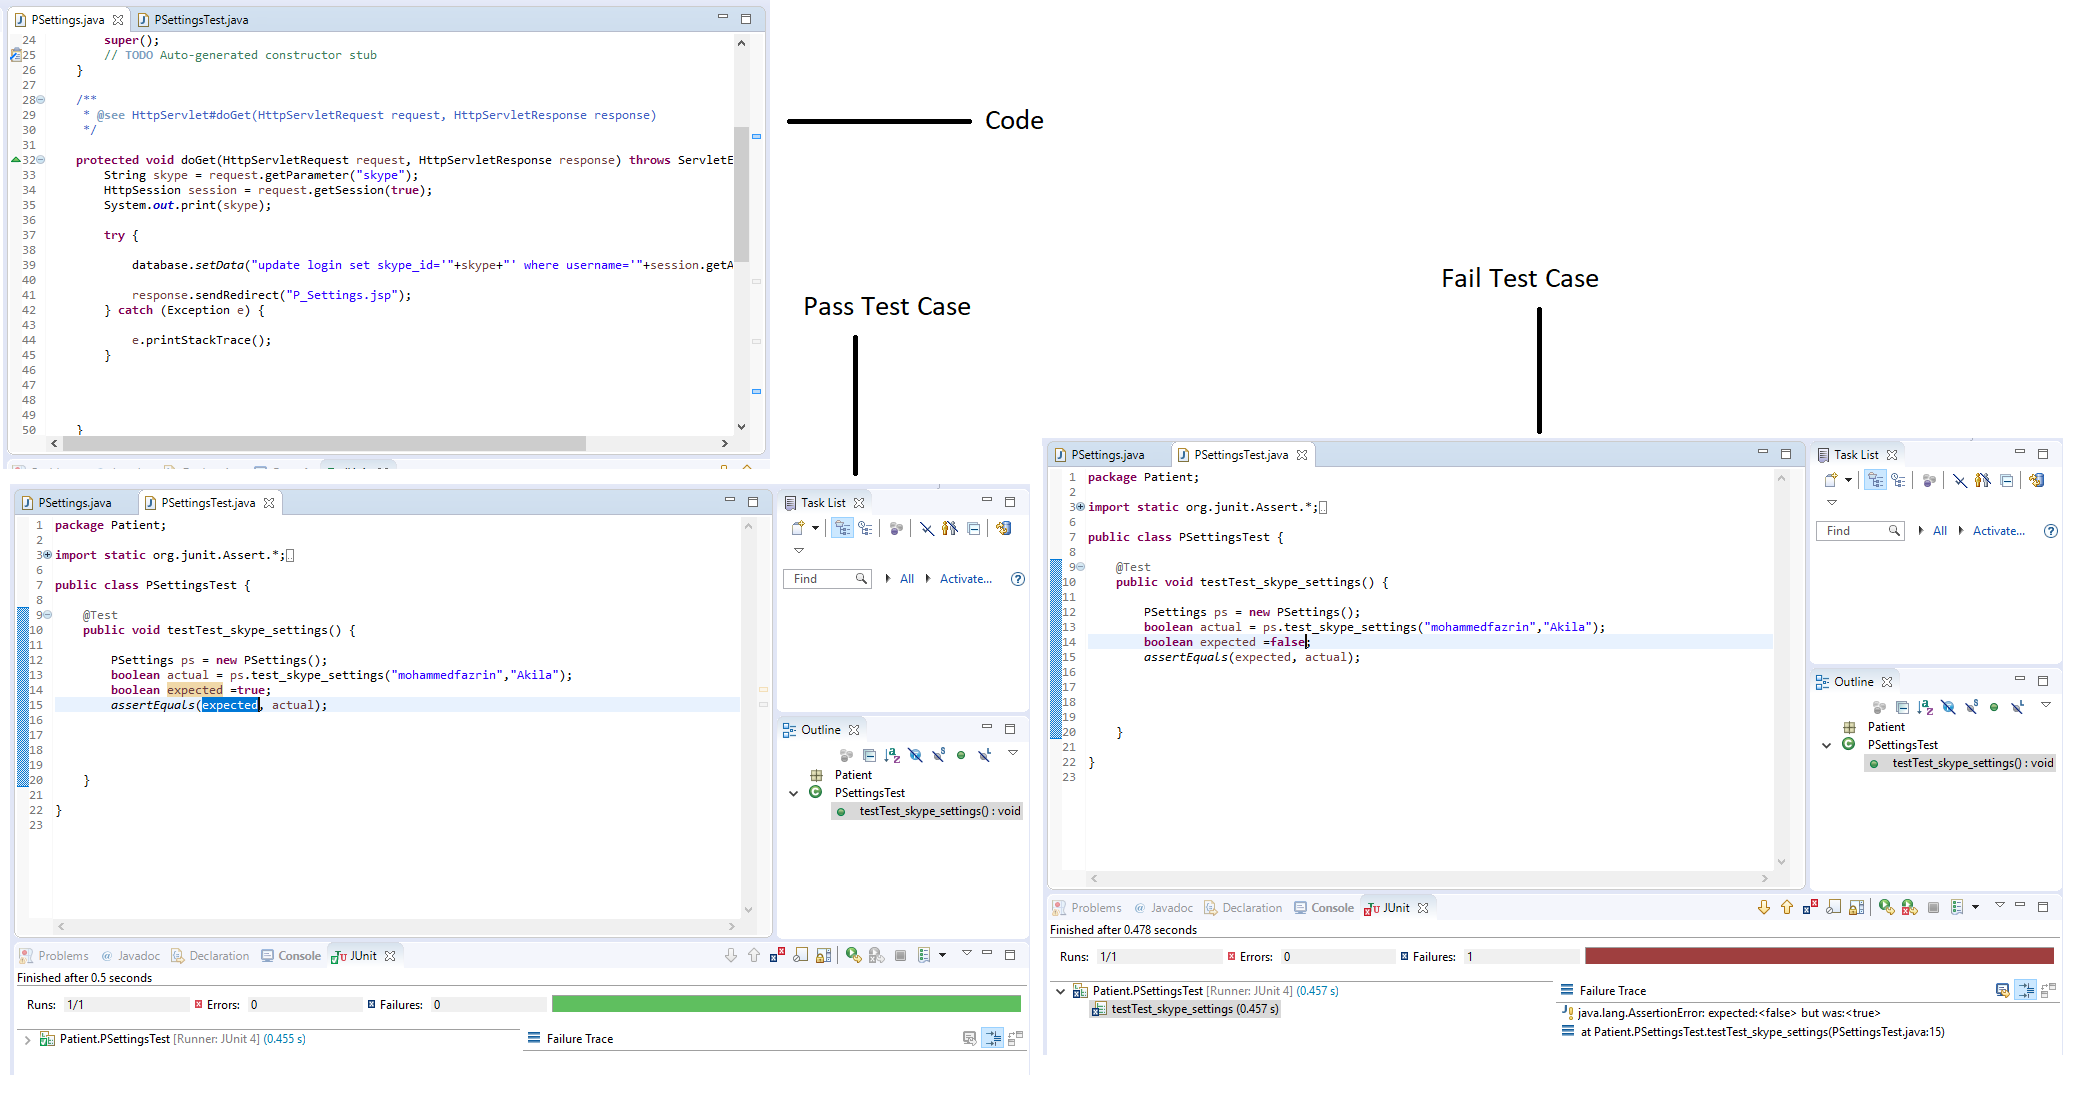 PSettings.java PSettingsTest.java
24 super();
25 // TODO Auto-generated constructor stub
26 }
27
28 /**
29 * @see HttpServlet#doGet(HttpServletRequest request, HttpServletResponse response)
30 */
31
32 protected void doGet(HttpServletRequest request, HttpServletResponse response) throws ServletE
33 String skype = request.getParameter("skype");
34 HttpSession session = request.getSession(true);
35 System.out.print(skype);
36
37 try {
38
39 database.setData("update login set skype_id='"+skype+"' where username='"+session.getA
40
41 response.sendRedirect("P_Settings.jsp");
42 } catch (Exception e) {
43
44 e.printStackTrace();
45 }
46
47
48
49
50 }
Code
Pass Test Case
Fail Test Case
PSettings.java PSettingsTest.java
1 package Patient;
2
3 import static org.junit.Assert.*;
6
7 public class PSettingsTest {
8
9 @Test
10 public void testTest_skype_settings() {
11
12 PSettings ps = new PSettings();
13 boolean actual = ps.test_skype_settings("mohammedfazrin","Akila");
14 boolean expected =true;
15 assertEquals(expected, actual);
16
17
18
19
20 }
21
22 }
23
Task List
Find All Activate...
Outline
Patient
PSettingsTest
testTest_skype_settings() : void
Problems @ Javadoc Declaration Console JUnit
Finished after 0.5 seconds
Runs: 1/1 Errors: 0 Failures: 0
Patient.PSettingsTest [Runner: JUnit 4] (0.455 s)
Failure Trace
PSettings.java PSettingsTest.java
1 package Patient;
2
3 import static org.junit.Assert.*;
6
7 public class PSettingsTest {
8
9 @Test
10 public void testTest_skype_settings() {
11
12 PSettings ps = new PSettings();
13 boolean actual = ps.test_skype_settings("mohammedfazrin","Akila");
14 boolean expected =false;
15 assertEquals(expected, actual);
16
17
18
19
20 }
21
22 }
23
Task List
Find All Activate...
Outline
Patient
PSettingsTest
testTest_skype_settings() : void
Problems @ Javadoc Declaration Console JUnit
Finished after 0.478 seconds
Runs: 1/1 Errors: 0 Failures: 1
Patient.PSettingsTest [Runner: JUnit 4] (0.457 s)
testTest_skype_settings (0.457 s)
Failure Trace
java.lang.AssertionError: expected:<false> but was:<true>
at Patient.PSettingsTest.testTest_skype_settings(PSettingsTest.java:15)